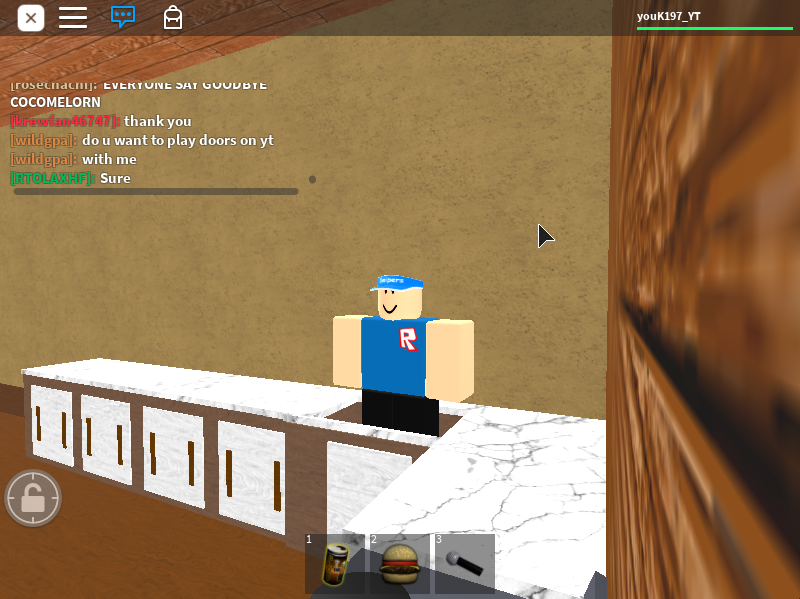 youK197_YT
[rosechachi]: EVERYONE SAY GOODBYE
COCOMELORN
[krewfan46747]: thank you
[wildgpa]: do u want to play doors on yt
[wildgpa]: with me
[RTOLAXHF]: Sure
R
1
2
3